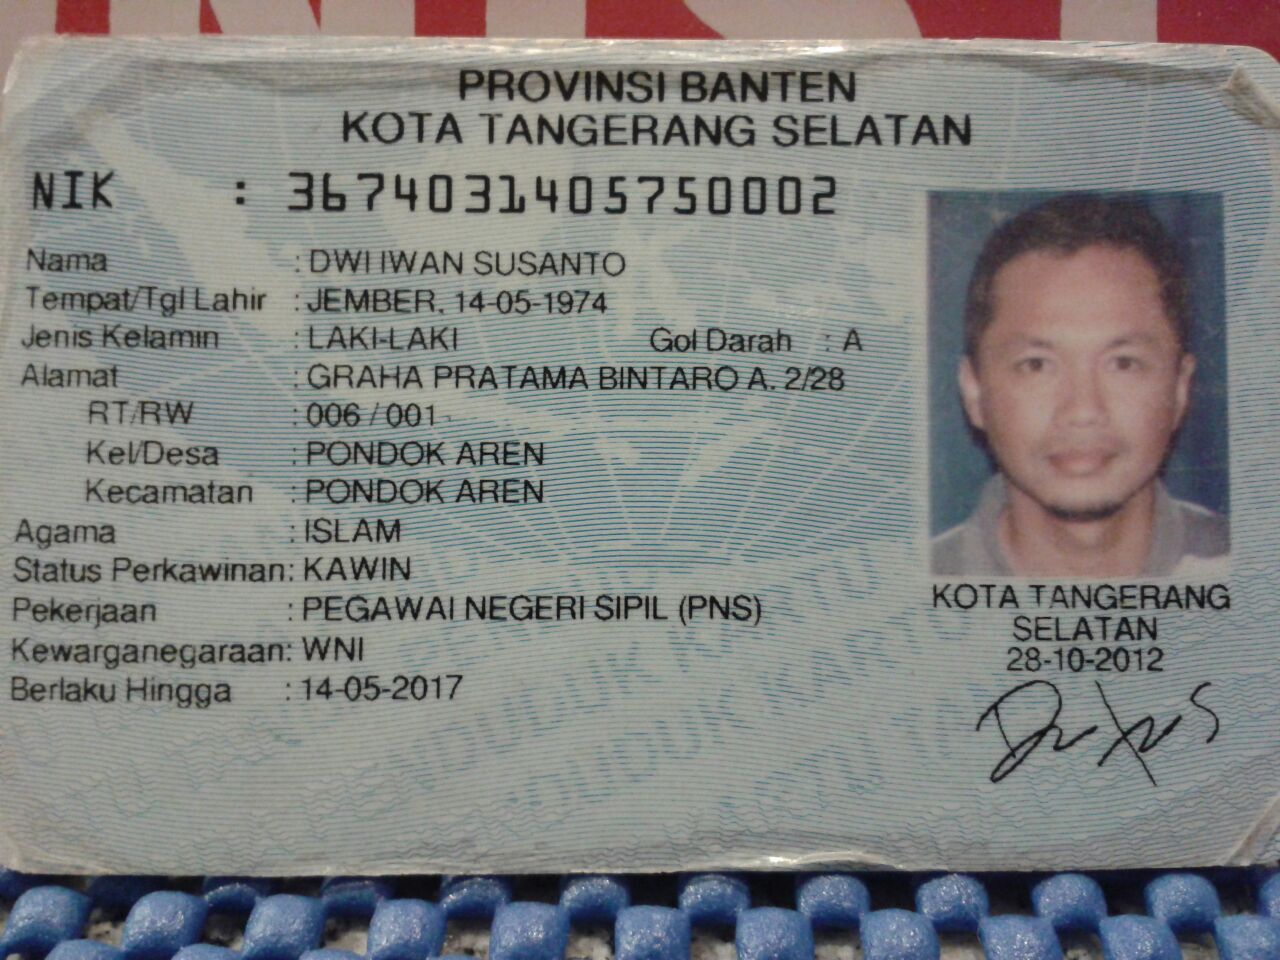 PROVINSI BANTEN
KOTA TANGERANG SELATAN
NIK : 3674031405750002
Nama : DWI IWAN SUSANTO
Tempat/Tgl Lahir : JEMBER, 14-05-1974
Jenis Kelamin : LAKI-LAKI Gol Darah : A
Alamat : GRAHA PRATAMA BINTARO A. 2/28
RT/RW : 006 / 001
Kel/Desa : PONDOK AREN
Kecamatan : PONDOK AREN
Agama : ISLAM
Status Perkawinan: KAWIN
Pekerjaan : PEGAWAI NEGERI SIPIL (PNS)
Kewarganegaraan: WNI
Berlaku Hingga : 14-05-2017
KOTA TANGERANG
SELATAN
28-10-2012